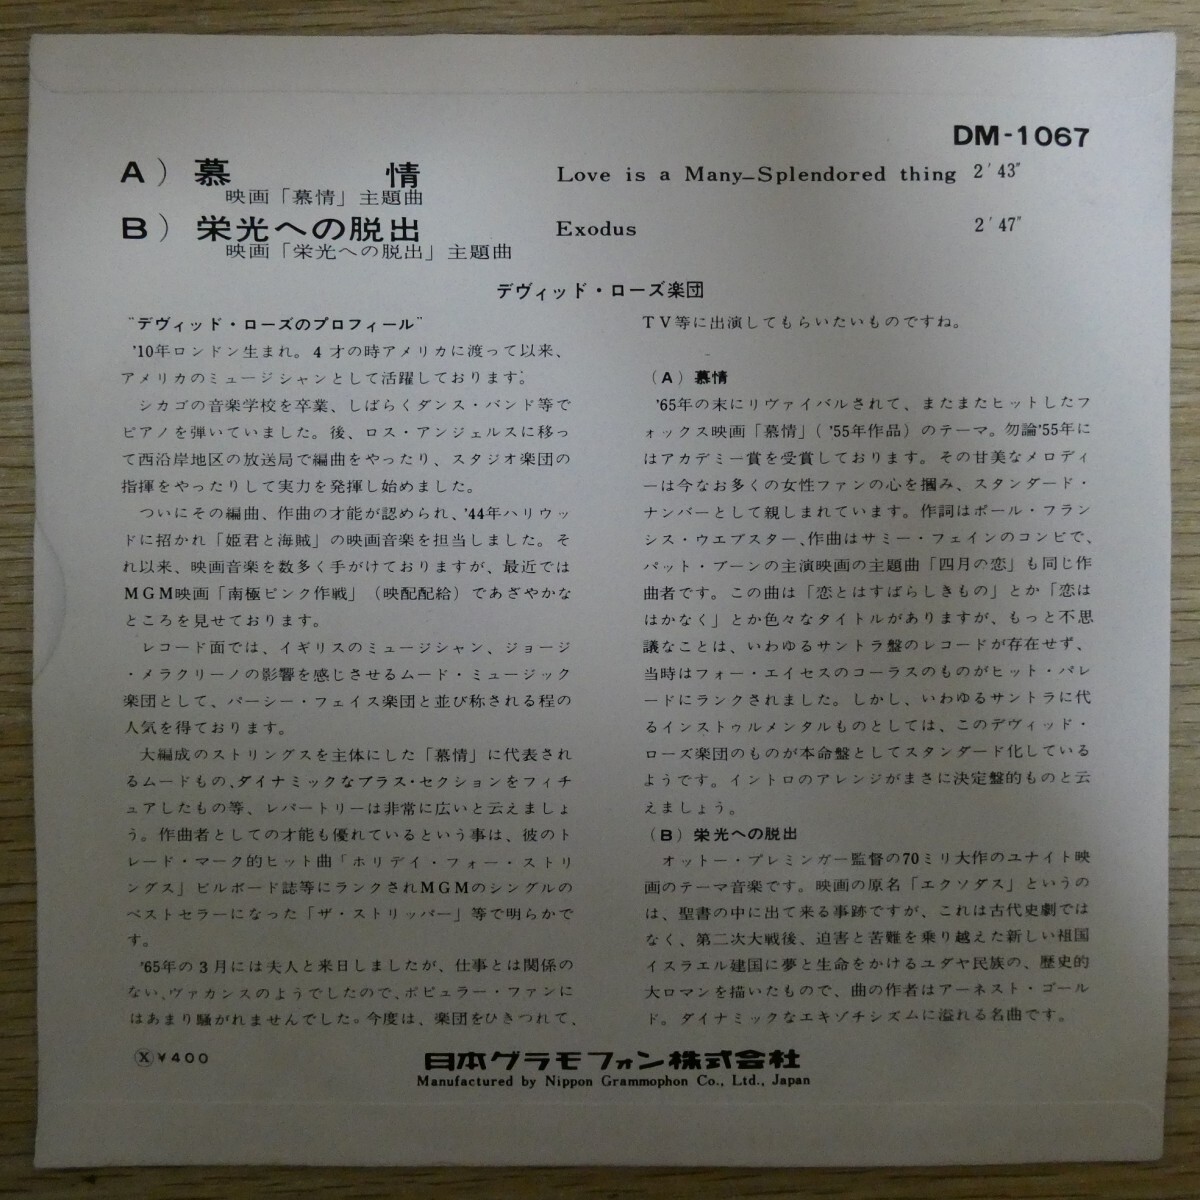 DM-1067
A）慕情 Love is a Many–Splendored thing 2′43″
映画「慕情」主題曲
B）栄光への脱出 Exodus 2′47″
映画「栄光への脱出」主題曲
デヴィッド・ローズ楽団
"デヴィッド・ローズのプロフィール"
'10年ロンドン生まれ。4才の時アメリカに渡って以来、
アメリカのミュージシャンとして活躍しております。
シカゴの音楽学校を卒業、しばらくダンス・バンド等で
ピアノを弾いていました。後、ロス・アンジェルスに移っ
て西沿岸地区の放送局で編曲をやったり、スタジオ楽団の
指揮をやったりして実力を発揮し始めました。
ついにその編曲、作曲の才能が認められ、'44年ハリウッ
ドに招かれ「姫君と海賊」の映画音楽を担当しました。そ
れ以来、映画音楽を数多く手がけておりますが、最近では
MGM映画「南極ピンク作戦」（映配配給）であざやかな
ところを見せております。
レコード面では、イギリスのミュージシャン、ジョージ
・メラクリーノの影響を感じさせるムード・ミュージック
楽団として、パーシー・フェイス楽団と並び称される程の
人気を得ております。
大編成のストリングスを主体にした「慕情」に代表され
るムードもの、ダイナミックなブラス・セクションをフィチ
ュアしたもの等、レパートリーは非常に広いと云えましょ
う。作曲者としての才能も優れているという事は、彼のト
レード・マーク的ヒット曲「ホリデイ・フォー・ストリ
ングス」ビルボード誌等にランクされMGMのシングルの
ベストセラーになった「ザ・ストリッパー」等で明らかで
す。
'65年の3月には夫人と来日しましたが、仕事とは関係の
ない、ヴァカンスのようでしたので、ポピュラー・ファンに
はあまり騒がれませんでした。今度は、楽団をひきつれて、
TV等に出演してもらいたいものですね。
（A）慕情
'65年の末にリヴァイバルされて、またまたヒットしたフ
ォックス映画「慕情」（'55年作品）のテーマ。勿論'55年に
はアカデミー賞を受賞しております。その甘美なメロディ
ーは今なお多くの女性ファンの心を摑み、スタンダード・
ナンバーとして親しまれています。作詞はポール・フラン
シス・ウエブスター、作曲はサミー・フェインのコンビで、
パット・ブーンの主演映画の主題曲「四月の恋」も同じ作
曲者です。この曲は「恋とはすばらしきもの」とか「恋は
はかなく」とか色々なタイトルがありますが、もっと不思
議なことは、いわゆるサントラ盤のレコードが存在せず、
当時はフォー・エイセスのコーラスのものがヒット・パレ
ードにランクされました。しかし、いわゆるサントラに代
るインストゥルメンタルものとしては、このデヴィッド・
ローズ楽団のものが本命盤としてスタンダード化している
ようです。イントロのアレンジがまさに決定盤的ものと云
えましょう。
（B）栄光への脱出
オットー・プレミンガー監督の70ミリ大作のユナイト映
画のテーマ音楽です。映画の原名「エクソダス」というの
は、聖書の中に出て来る事跡ですが、これは古代史劇では
なく、第二次大戦後、迫害と苦難を乗り越えた新しい祖国
イスラエル建国に夢と生命をかけるユダヤ民族の、歴史的
大ロマンを描いたもので、曲の作者はアーネスト・ゴール
ド。ダイナミックなエキゾチシズムに溢れる名曲です。
Ⓧ¥400
日本グラモフォン株式会社
Manufactured by Nippon Grammophon Co., Ltd., Japan